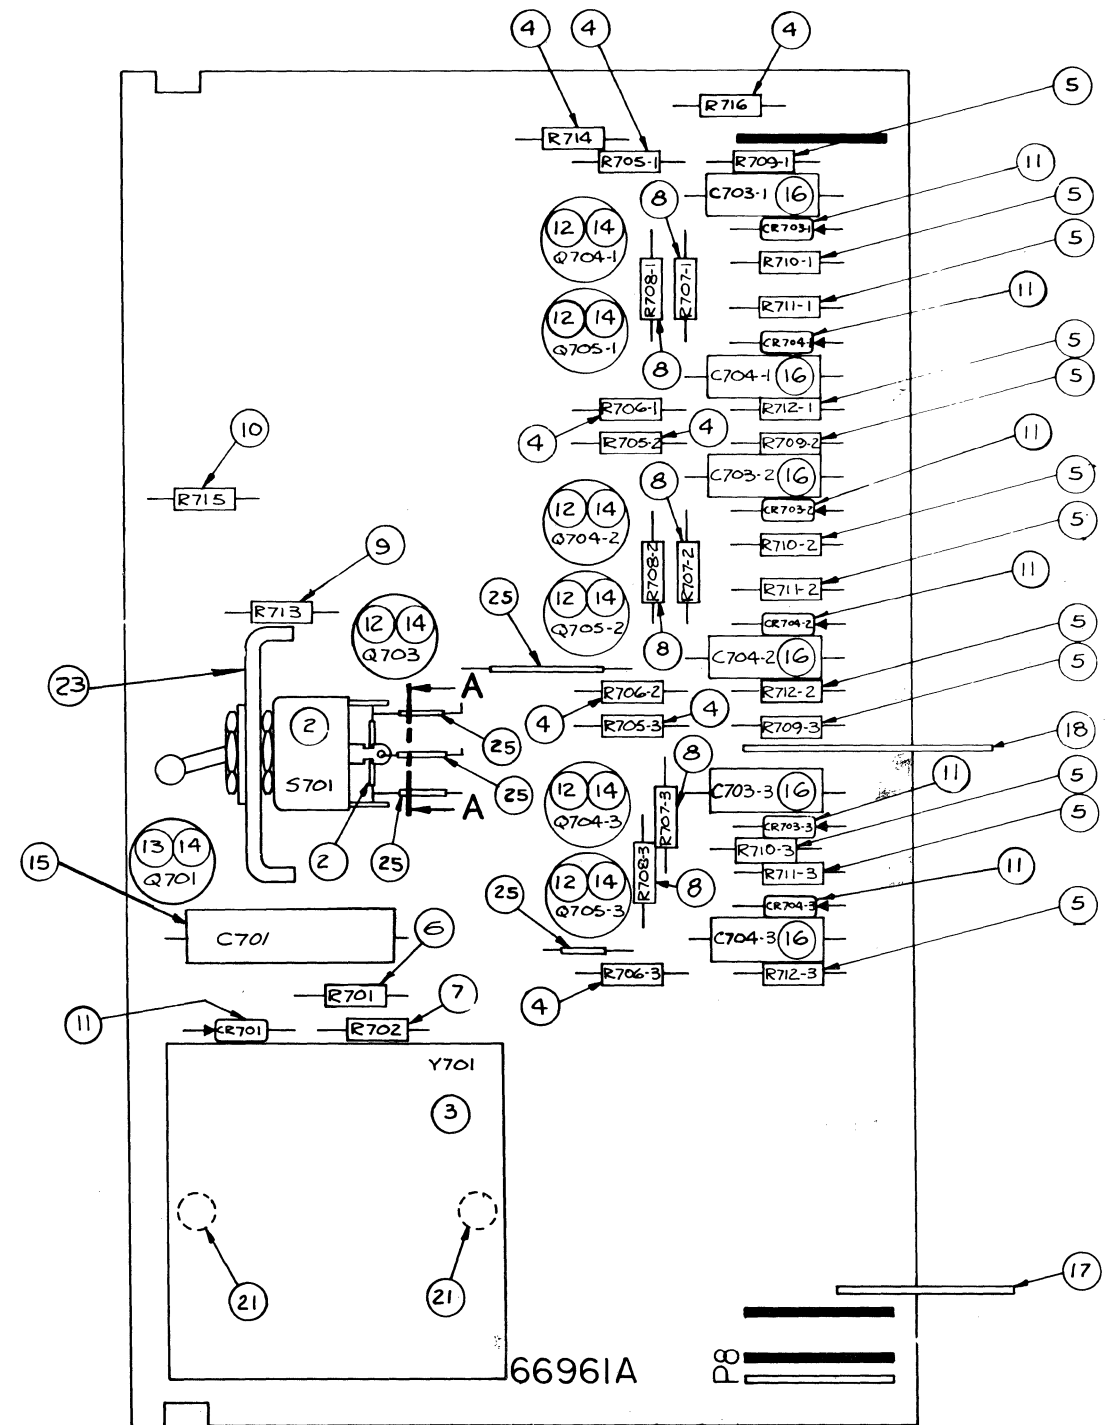 4 4 4
R716
5
R714
R705-1 R709-1
11
C703-1 16
8
5
12 14
CR703-1
Q704-1
5
R710-1
R708-1 R707-1
11
R711-1
12 14
5
CR704-1
Q705-1
8
C704-1 16
5
R706-1 R712-1
10
4 4
11
R705-2 R709-2
5
8
C703-2 16
R715
12 14
CR703-2
5
Q704-2
9
R710-2
R708-2 R707-2
11
R711-2
25
12 14
R713
5
12 14
CR704-2
Q705-2
Q703
8
C704-2 16
5
23
A
R706-2 R712-2
4 4
2
25
R705-3 R709-3
18
8
11
5
S701
25
12 14
C703-3 16
A
Q704-3
R707-3
5
CR703-3
13 14
R710-3
15
2 25
R708-3
Q701
R711-3
11
12 14
8
25
CR704-3
5
Q705-3
C701
6
C704-3 16
R706-3 R712-3
R701
7
4
11
CR701 R702
Y701
3
17
21 21
66961A
P8